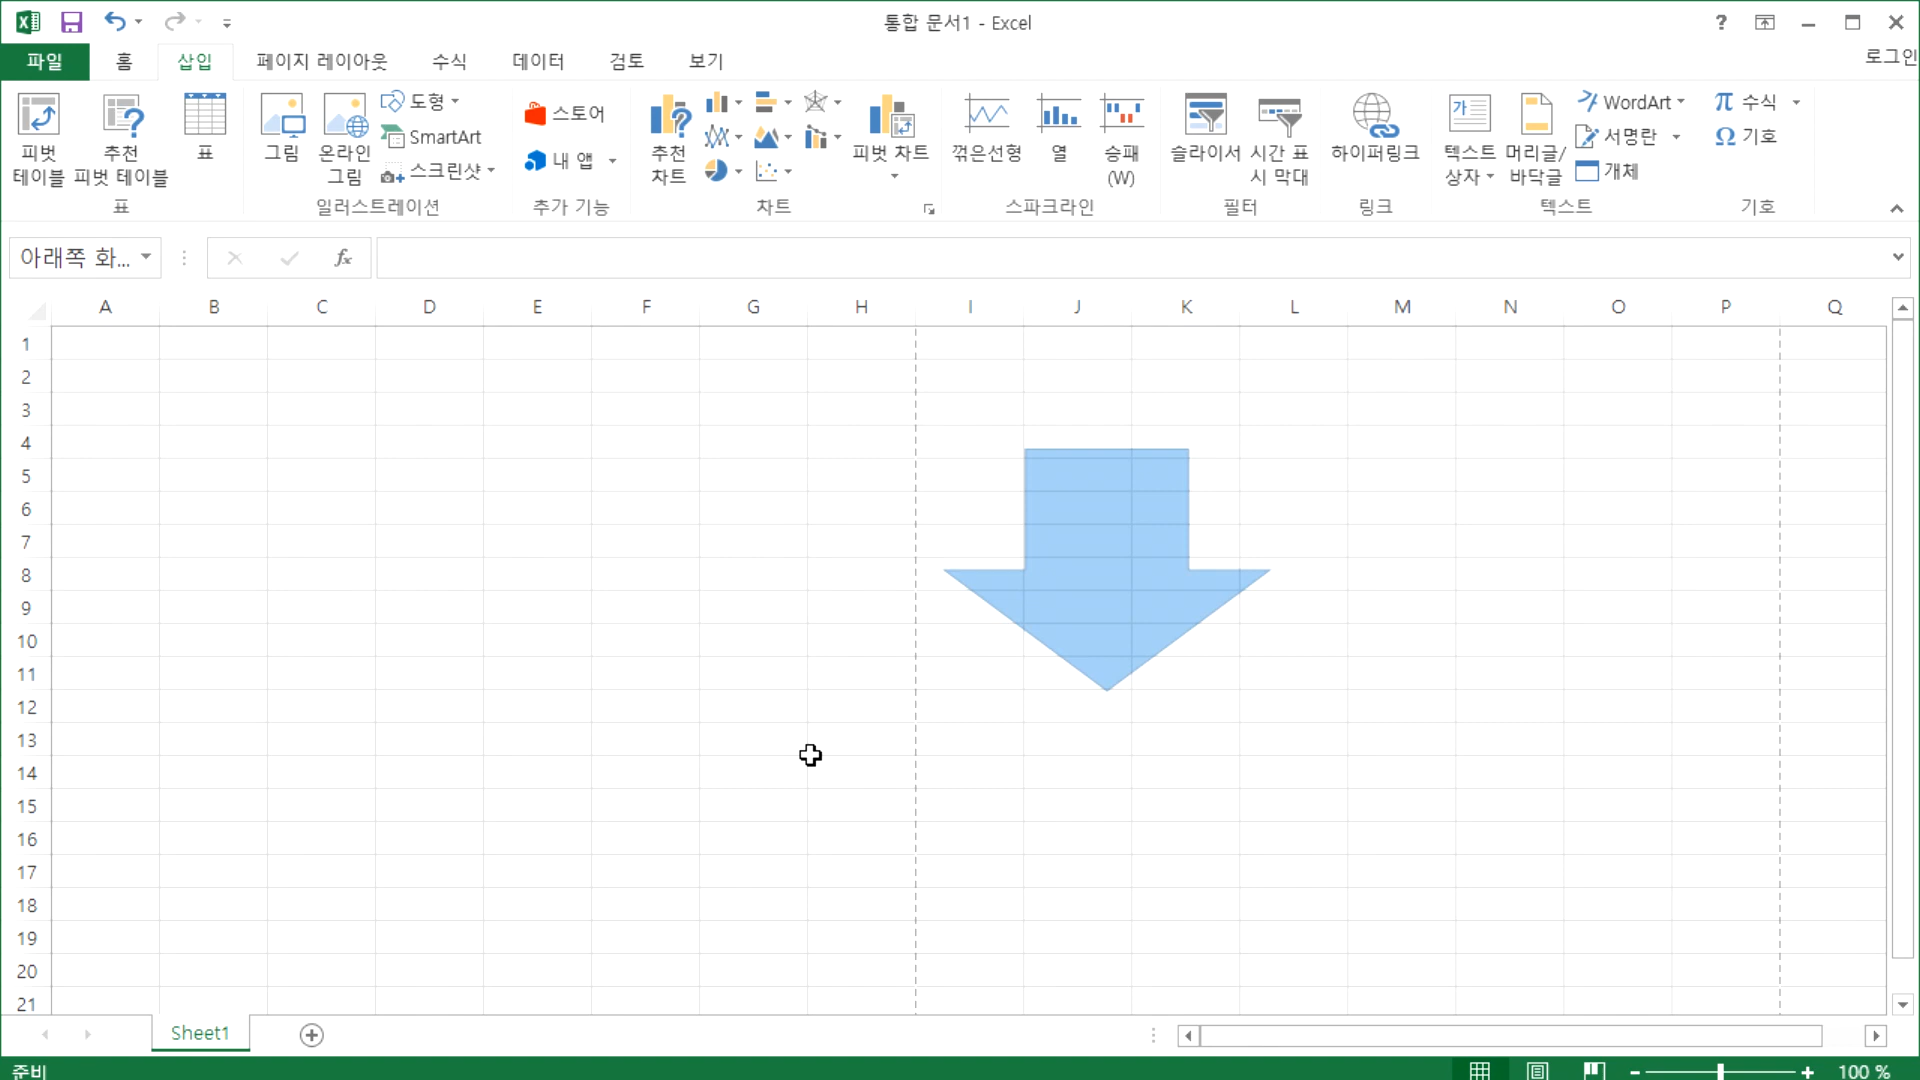 통합 문서1 - Excel
?
파일 홈 삽입 페이지 레이아웃 수식 데이터 검토 보기 로그인
피벗 테이블
추천 피벗 테이블
표
표
그림
온라인 그림
도형
SmartArt
스크린샷
일러스트레이션
스토어
내 앱
추가 기능
추천 차트
피벗 차트
차트
꺾은선형
열
승패 (W)
스파크라인
슬라이서
시간 표 시 막대
필터
하이퍼링크
링크
텍스트 상자
머리글/ 바닥글
WordArt
서명란
개체
텍스트
π 수식
Ω 기호
기호
아래쪽 화... fx
A B C D E F G H I J K L M N O P Q
1
2
3
4
5
6
7
8
9
10
11
12
13
14
15
16
17
18
19
20
21
Sheet1
준비 100 %